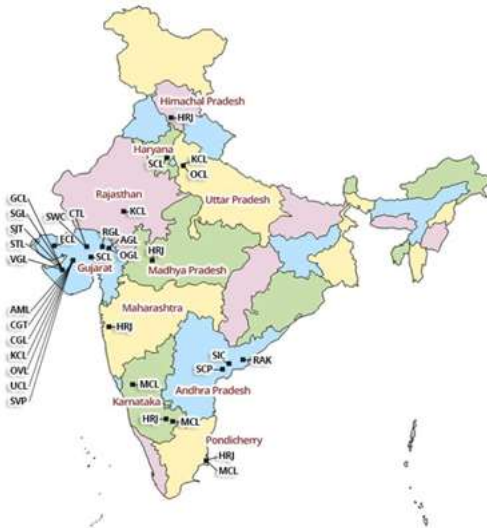 Himachal Pradesh
HRJ
Haryana
SCL
KCL
OCL
Uttar Pradesh
Rajasthan
KCL
GCL
SGL
SJT
STL
VGL
SWC
CTL
ECL
RGL
AGL
OGL
SCL
Gujarat
HRJ
Madhya Pradesh
AML
CGT
CGL
KCL
OVL
UCL
SVP
Maharashtra
HRJ
SIC
SCP
RAK
Andhra Pradesh
MCL
Karnataka
HRJ
MCL
Pondicherry
HRJ
MCL